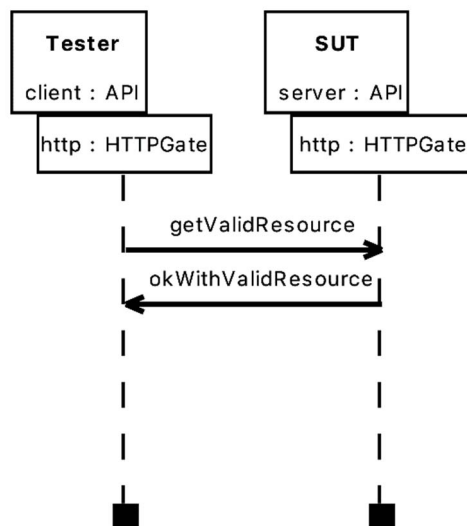 Tester
client : API
http : HTTPGate
SUT
server : API
http : HTTPGate
getValidResource
okWithValidResource